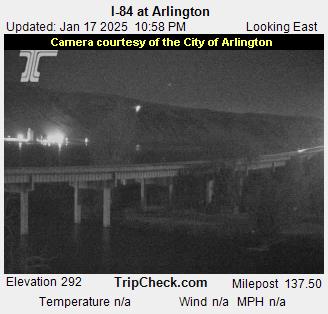 I-84 at Arlington
Updated: Jan 17 2025 10:58 PM Looking East
Camera courtesy of the City of Arlington
Elevation 292 TripCheck.com Milepost 137.50
Temperature n/a Wind n/a MPH n/a